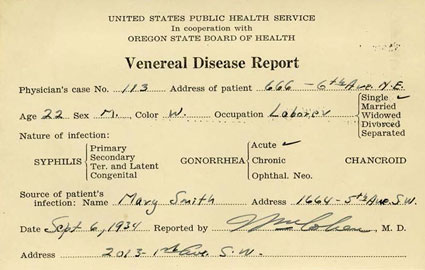 UNITED STATES PUBLIC HEALTH SERVICE
In cooperation with
OREGON STATE BOARD OF HEALTH
Venereal Disease Report
Physician's case No. 113 Address of patient 666 - 6th Ave. N.E.
Age 22 Sex M. Color W. Occupation Laborer
Single ✓
Married
Widowed
Divorced
Separated
Nature of infection:
SYPHILIS
Primary
Secondary
Ter. and Latent
Congenital
GONORRHEA
Acute ✓
Chronic
Ophthal. Neo.
CHANCROID
Source of patient's
infection: Name Mary Smith Address 1664 - 5th Ave. S.W.
Date Sept 6, 1934 Reported by M. D.
Address 2013 - 1st Ave. S.W.